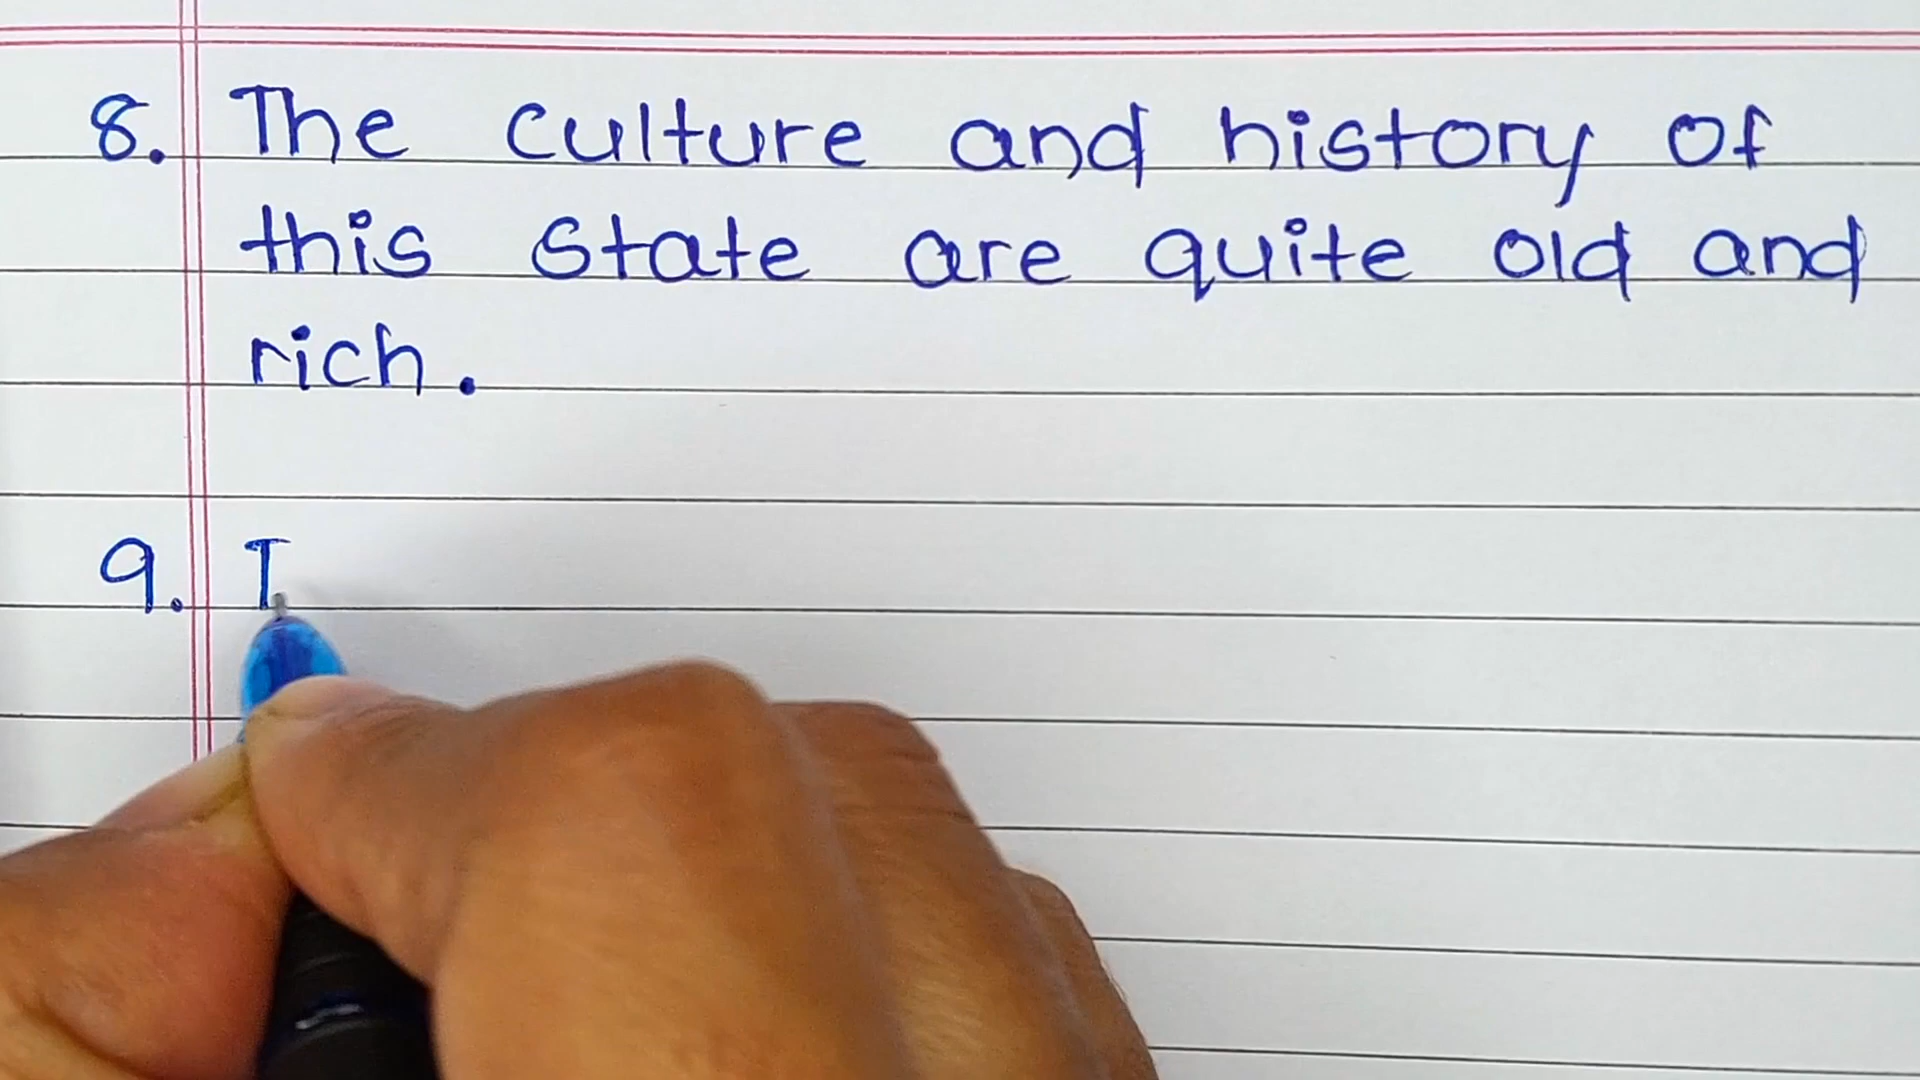 8. The culture and history of
this state are quite old and
rich.
9. I